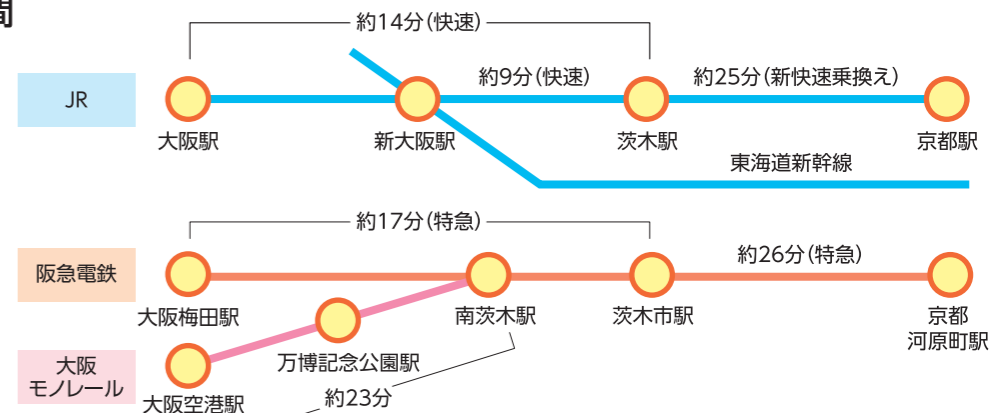 間
約14分(快速)
JR
約9分(快速)
約25分(新快速乗換え)
大阪駅
新大阪駅
茨木駅
京都駅
東海道新幹線
約17分(特急)
阪急電鉄
約26分(特急)
大阪梅田駅
南茨木駅
茨木市駅
京都
河原町駅
万博記念公園駅
大阪
モノレール
約23分
大阪空港駅